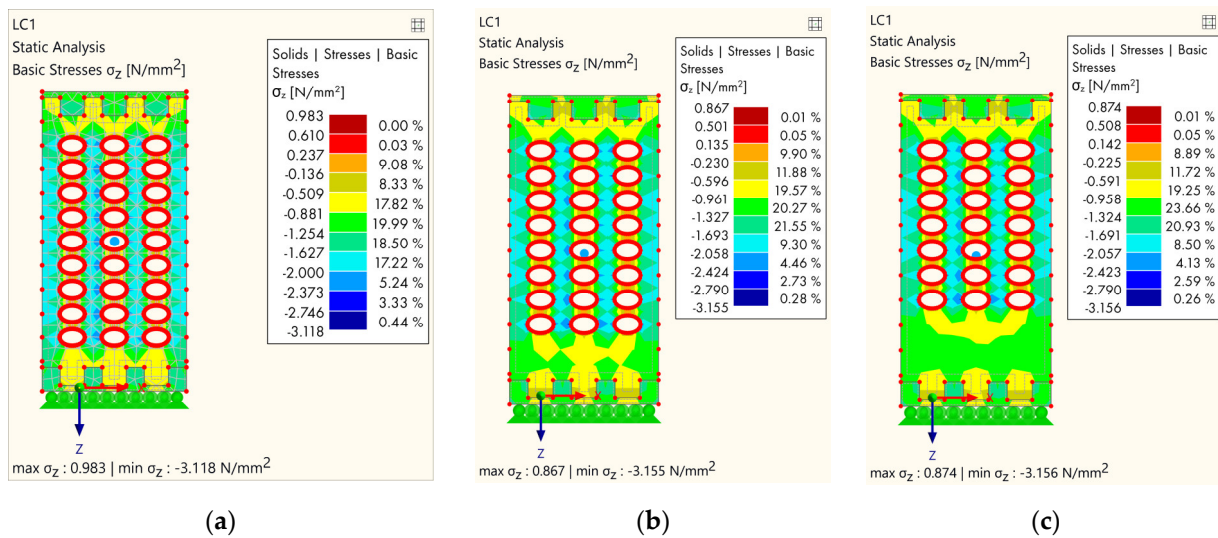 LC1
Static Analysis
Basic Stresses σz [N/mm2]
Solids | Stresses | Basic
Stresses
σz [N/mm2]
0.983
0.610
0.237
-0.136
-0.509
-0.881
-1.254
-1.627
-2.000
-2.373
-2.746
-3.118
0.00 %
0.03 %
9.08 %
8.33 %
17.82 %
19.99 %
18.50 %
17.22 %
5.24 %
3.33 %
0.44 %
X
Z
max σz : 0.983 | min σz : -3.118 N/mm2
(a)
LC1
Static Analysis
Basic Stresses σz [N/mm2]
Solids | Stresses | Basic
Stresses
σz [N/mm2]
0.867
0.501
0.135
-0.230
-0.596
-0.961
-1.327
-1.693
-2.058
-2.424
-2.790
-3.155
0.01 %
0.05 %
9.90 %
11.88 %
19.57 %
20.27 %
21.55 %
9.30 %
4.46 %
2.73 %
0.28 %
X
Z
max σz : 0.867 | min σz : -3.155 N/mm2
(b)
LC1
Static Analysis
Basic Stresses σz [N/mm2]
Solids | Stresses | Basic
Stresses
σz [N/mm2]
0.874
0.508
0.142
-0.225
-0.591
-0.958
-1.324
-1.691
-2.057
-2.423
-2.790
-3.156
0.01 %
0.05 %
8.89 %
11.72 %
19.25 %
23.66 %
20.93 %
8.50 %
4.13 %
2.59 %
0.26 %
X
Z
max σz : 0.874 | min σz : -3.156 N/mm2
(c)